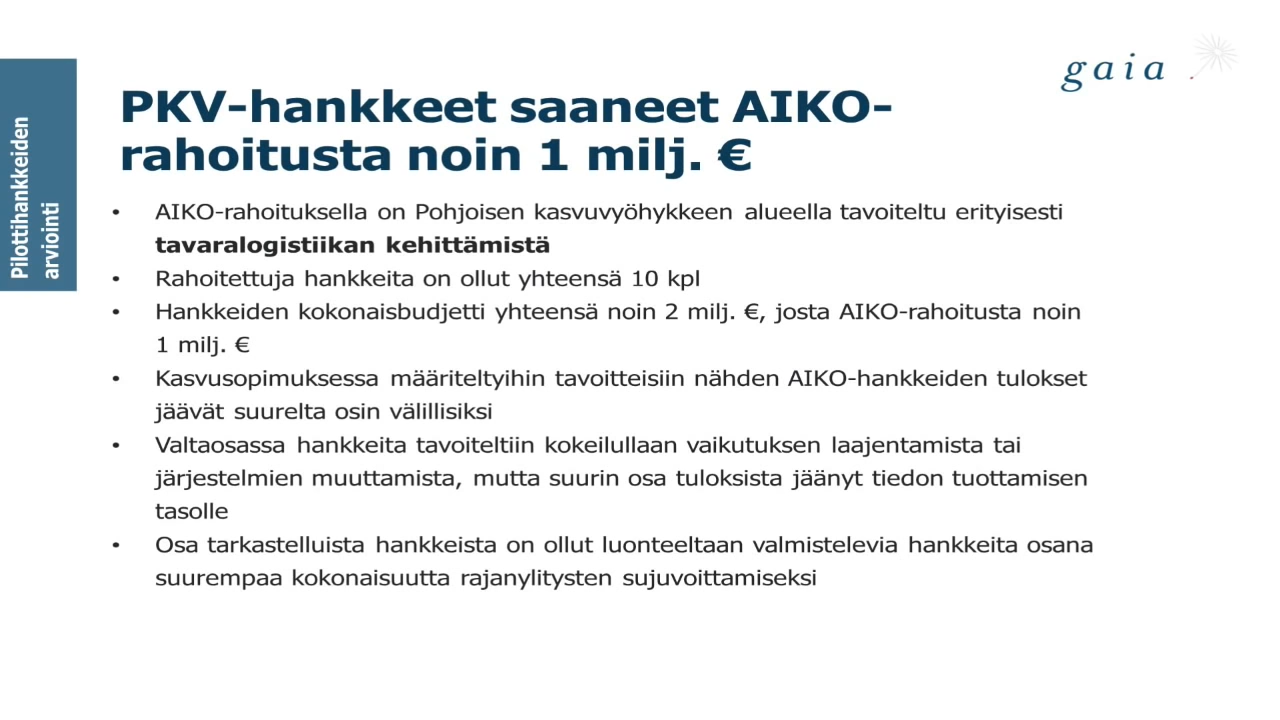 Pilottihankkeiden
arviointi
gaia
PKV-hankkeet saaneet AIKO-
rahoitusta noin 1 milj. €
• AIKO-rahoituksella on Pohjoisen kasvuvyöhykkeen alueella tavoiteltu erityisesti
tavaralogistiikan kehittämistä
• Rahoitettuja hankkeita on ollut yhteensä 10 kpl
• Hankkeiden kokonaisbudjetti yhteensä noin 2 milj. €, josta AIKO-rahoitusta noin
1 milj. €
• Kasvusopimuksessa määriteltyihin tavoitteisiin nähden AIKO-hankkeiden tulokset
jäävät suurelta osin välillisiksi
• Valtaosassa hankkeita tavoiteltiin kokeilullaan vaikutuksen laajentamista tai
järjestelmien muuttamista, mutta suurin osa tuloksista jäänyt tiedon tuottamisen
tasolle
• Osa tarkastelluista hankkeista on ollut luonteeltaan valmistelevia hankkeita osana
suurempaa kokonaisuutta rajanylitysten sujuvoittamiseksi